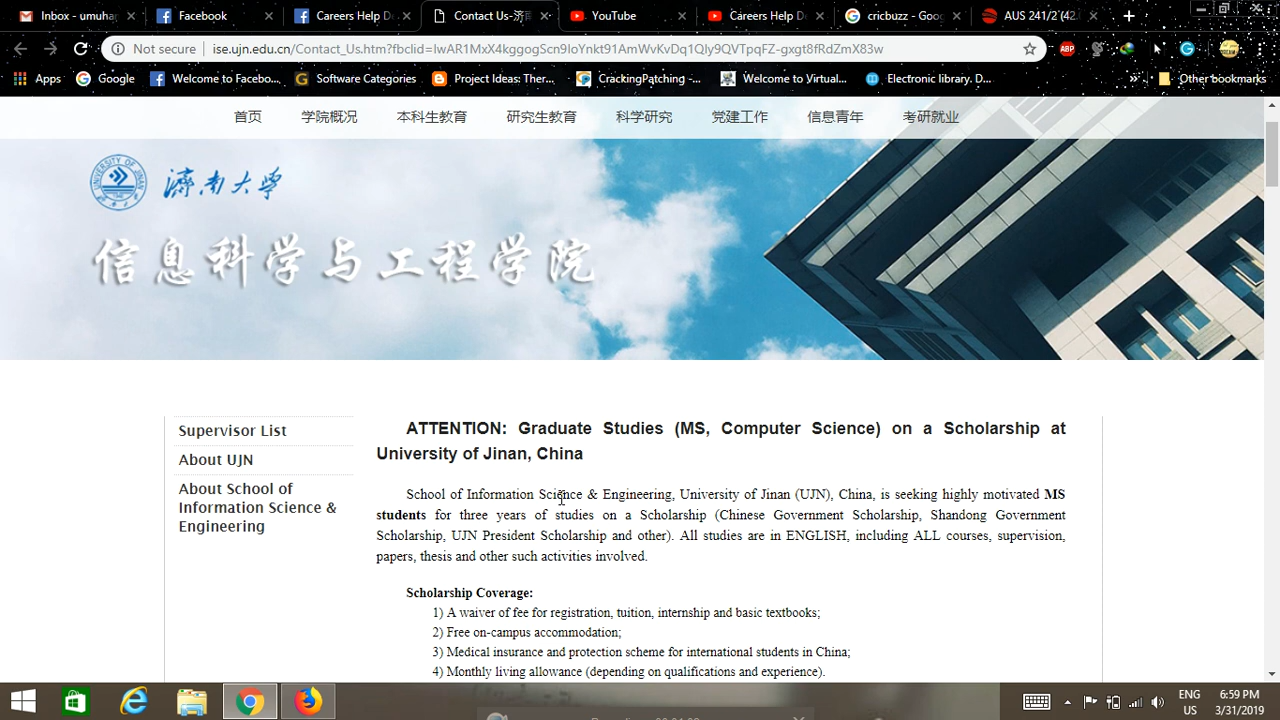 Inbox - umuha
Facebook
Careers Help D
Contact Us-济南
YouTube
Careers Help D
cricbuzz - Goog
AUS 241/2 (42.
Not secure
ise.ujn.edu.cn/Contact_Us.htm?fbclid=IwAR1MxX4kggogScn9IoYnkt91AmWvKvDq1Qly9QVTpqFZ-gxgt8fRdZmX83w
ABP
Apps
Google
Welcome to Facebo...
Software Categories
Project Ideas: Ther...
CrackingPatching -...
Welcome to Virtual...
Electronic library. D...
Other bookmarks
首页 学院概况 本科生教育 研究生教育 科学研究 党建工作 信息青年 考研就业
UNIVERSITY OF JINAN
濟南大學
信息科学与工程学院
Supervisor List
About UJN
About School of
Information Science &
Engineering
ATTENTION: Graduate Studies (MS, Computer Science) on a Scholarship at
University of Jinan, China
School of Information Science & Engineering, University of Jinan (UJN), China, is seeking highly motivated MS
students for three years of studies on a Scholarship (Chinese Government Scholarship, Shandong Government
Scholarship, UJN President Scholarship and other). All studies are in ENGLISH, including ALL courses, supervision,
papers, thesis and other such activities involved.
Scholarship Coverage:
1) A waiver of fee for registration, tuition, internship and basic textbooks;
2) Free on-campus accommodation;
3) Medical insurance and protection scheme for international students in China;
4) Monthly living allowance (depending on qualifications and experience).
ENG
US
6:59 PM
3/31/2019